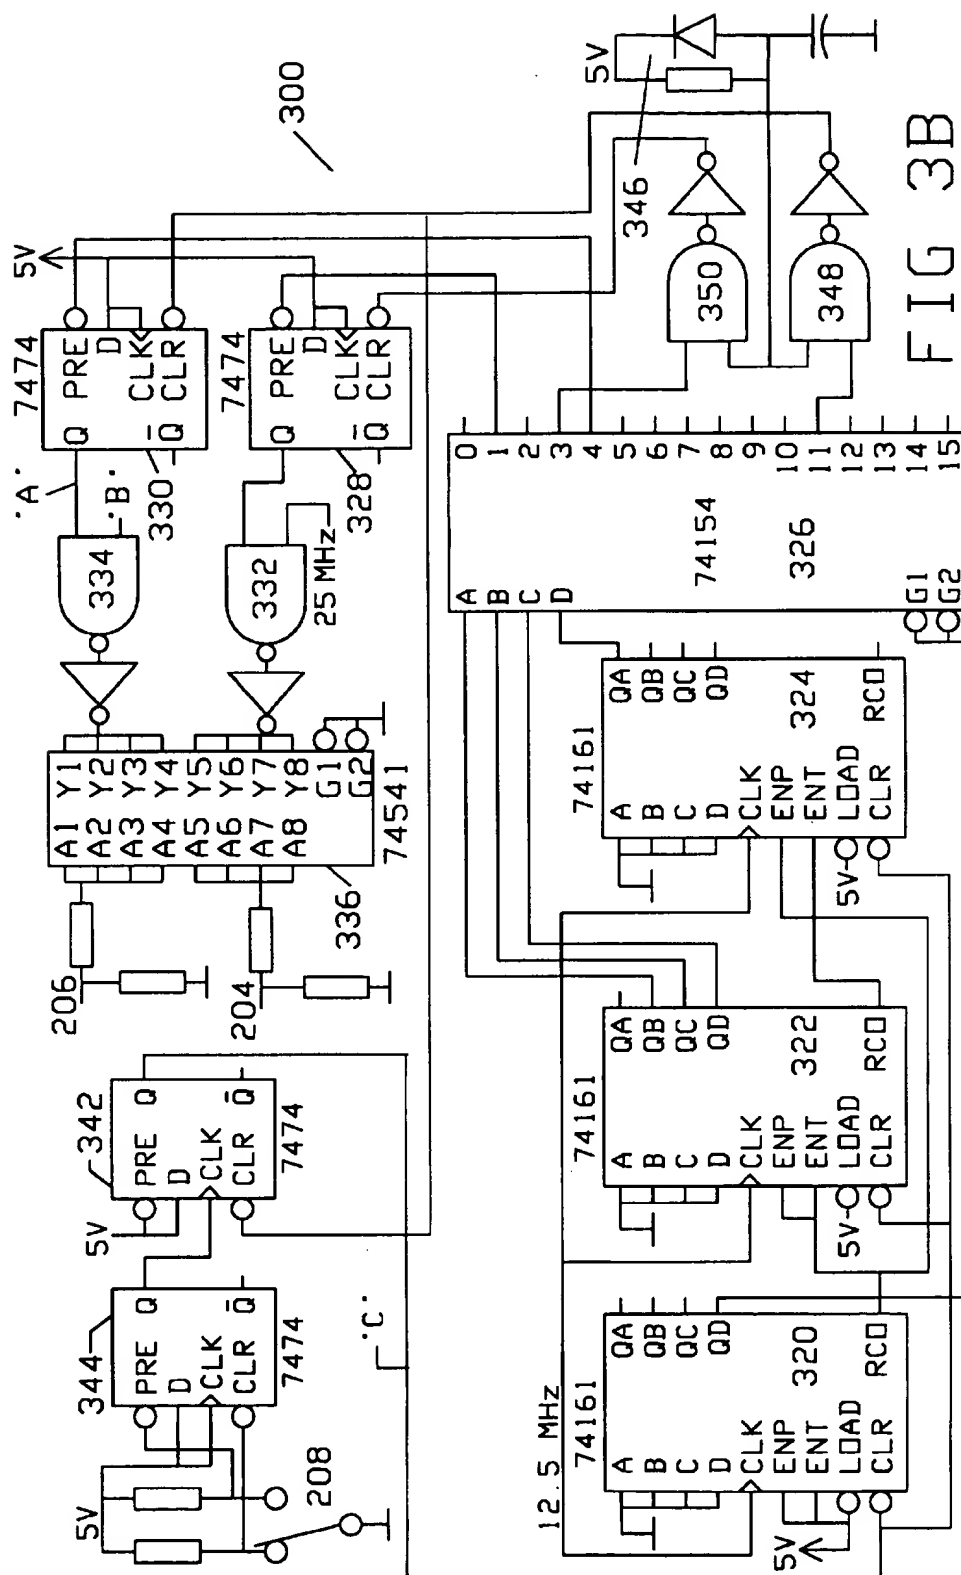 FIG 3B
300
5V
344
PRE
D
CLK
CLR
Q
Q̅
7474
208
5V
342
PRE
D
CLK
CLR
Q
Q̅
7474
'C'
206
204
336
A1 Y1
A2 Y2
A3 Y3
A4 Y4
A5 Y5
A6 Y6
A7 Y7
A8 Y8
G1
G2
74541
334
332
25 MHz
'A'
'B'
330
7474
Q PRE
D
CLK
Q̅ CLR
5V
328
7474
Q PRE
D
CLK
Q̅ CLR
5V
346
350
348
12.5 MHz
74161
A QA
B QB
C QC
D QD
CLK
ENP
ENT 320
LOAD
CLR RCO
5V
74161
A QA
B QB
C QC
D QD
CLK
ENP
ENT 322
LOAD
CLR RCO
5V
74161
A QA
B QB
C QC
D QD
CLK
ENP
ENT 324
LOAD
CLR RCO
5V
A
B
C
D
74154
326
G1
G2
0
1
2
3
4
5
6
7
8
9
10
11
12
13
14
15